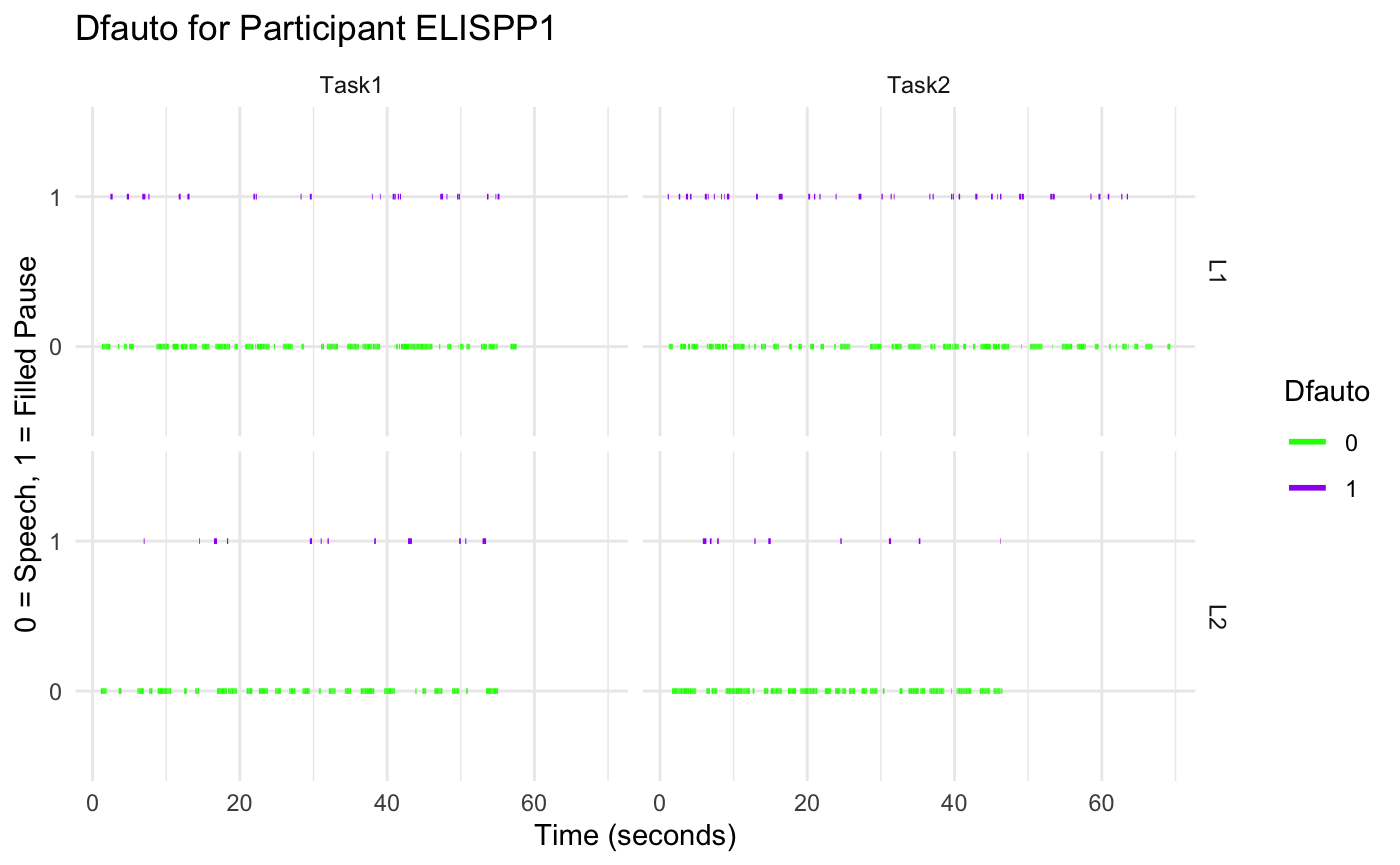 Dfauto for Participant ELISPP1
Task1
Task2
1
0
L1
1
0
L2
0 = Speech, 1 = Filled Pause
0 20 40 60
0 20 40 60
Time (seconds)
Dfauto
0
1